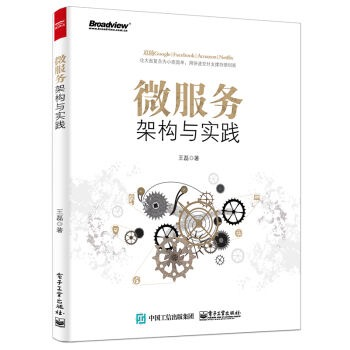 Broadview®
追随Google|Facebook|Amazon|Netflix
微服务
架构与实践
王磊 著
中国工信出版集团
电子工业出版社
微服务
架构与实践
王磊 著
电子工业出版社